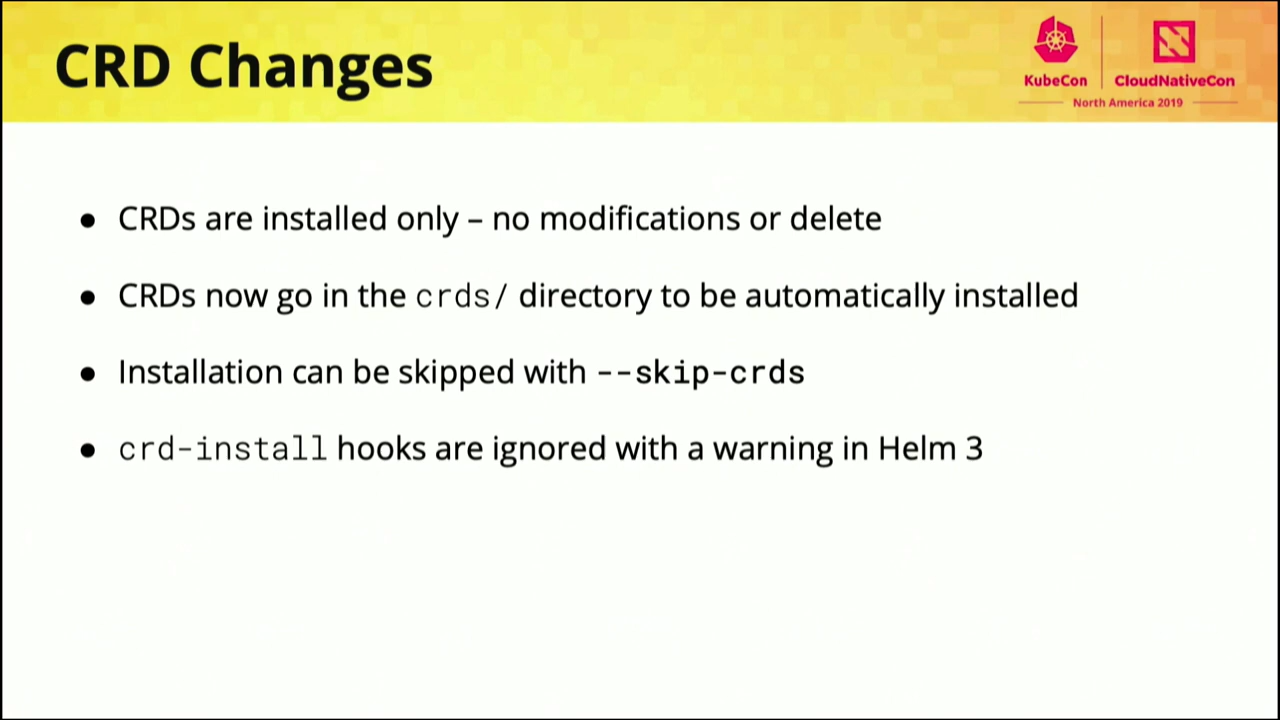 CRD Changes
KubeCon
CloudNativeCon
North America 2019
● CRDs are installed only – no modifications or delete
● CRDs now go in the crds/ directory to be automatically installed
● Installation can be skipped with --skip-crds
● crd-install hooks are ignored with a warning in Helm 3